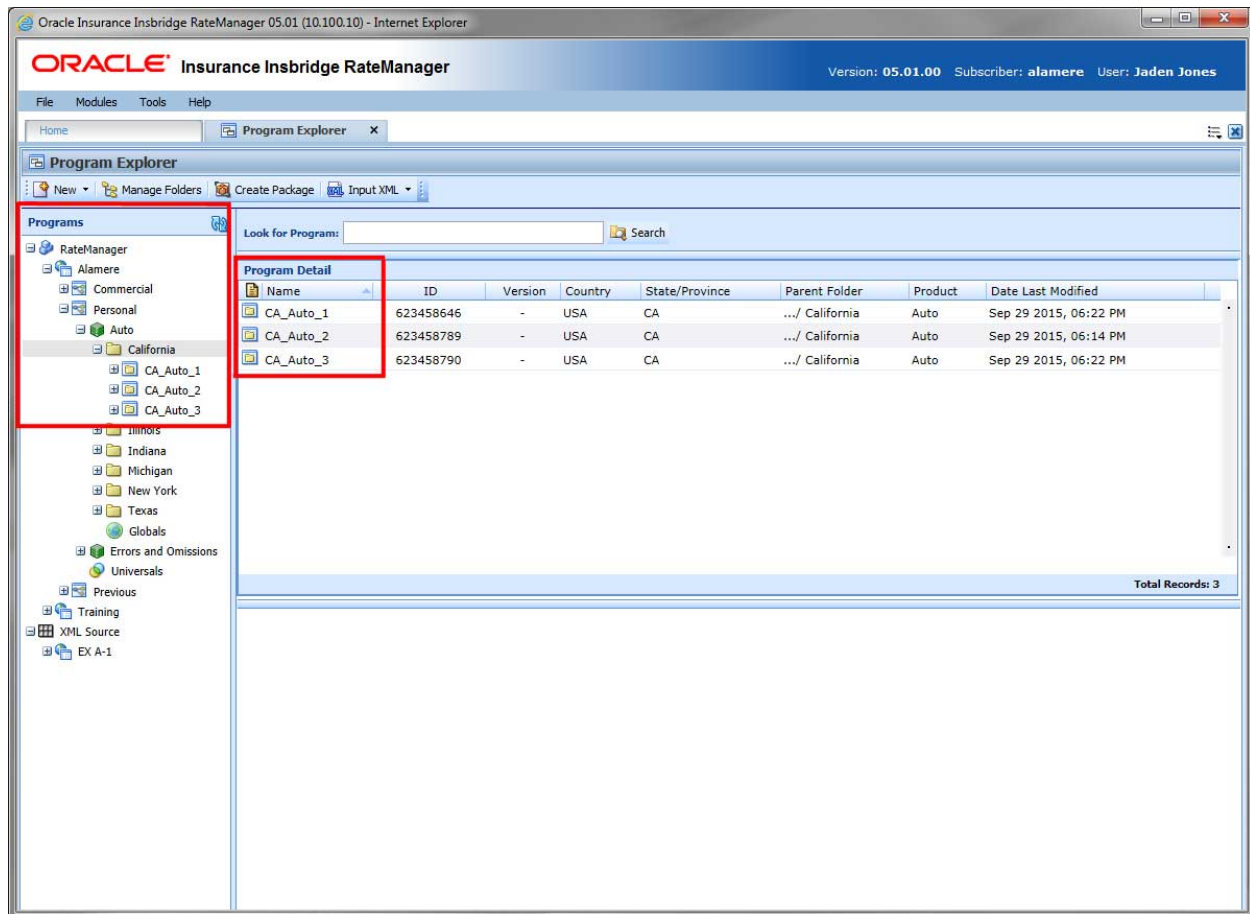 Oracle Insurance Insbridge RateManager 05.01 (10.100.10) - Internet Explorer
ORACLE Insurance Insbridge RateManager
Version: 05.01.00 Subscriber: alamere User: Jaden Jones
File Modules Tools Help
Home Program Explorer x
Program Explorer
New Manage Folders Create Package Input XML
Programs
RateManager
Alamere
Commercial
Personal
Auto
California
CA_Auto_1
CA_Auto_2
CA_Auto_3
Illinois
Indiana
Michigan
New York
Texas
Globals
Errors and Omissions
Universals
Previous
Training
XML Source
EX A-1
Look for Program: Search
Program Detail
Name ID Version Country State/Province Parent Folder Product Date Last Modified
CA_Auto_1 623458646 - USA CA .../ California Auto Sep 29 2015, 06:22 PM
CA_Auto_2 623458789 - USA CA .../ California Auto Sep 29 2015, 06:14 PM
CA_Auto_3 623458790 - USA CA .../ California Auto Sep 29 2015, 06:22 PM
Total Records: 3